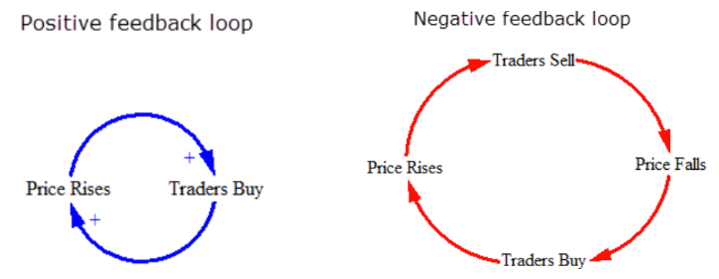 Positive feedback loop
+
Price Rises
Traders Buy
+
Negative feedback loop
Traders Sell
Price Rises
Price Falls
Traders Buy